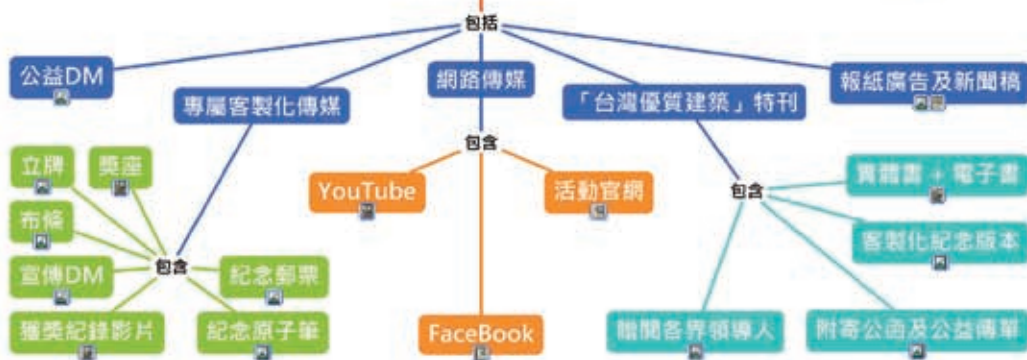 包括
公益DM
專屬客製化傳媒
網路傳媒
「台灣優質建築」特刊
報紙廣告及新聞稿
包含
立牌
獎座
布條
宣傳DM
獲獎紀錄影片
包含
紀念郵票
紀念原子筆
YouTube
活動官網
FaceBook
包含
實體書 + 電子書
客製化紀念版本
贈閱各界領導人
附寄公函及公益傳單